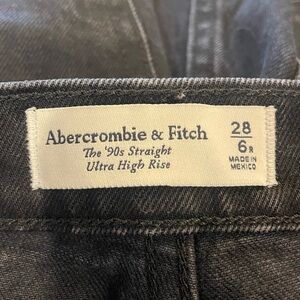 Abercrombie & Fitch
The '90s Straight
Ultra High Rise
28
6R
MADE IN
MEXICO